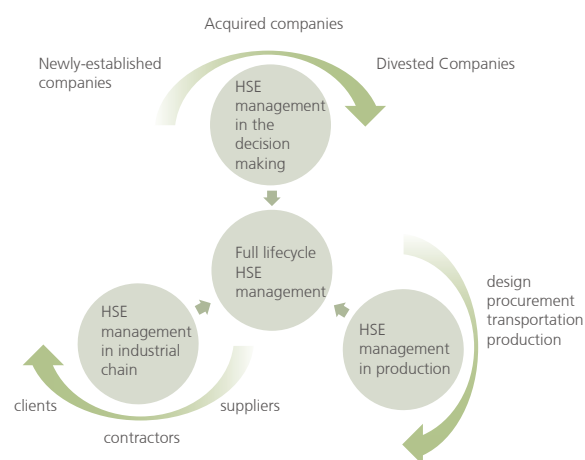 Acquired companies
Newly-established
companies
Divested Companies
HSE
management
in the
decision
making
Full lifecycle
HSE
management
HSE
management
in industrial
chain
HSE
management
in production
design
procurement
transportation
production
clients
suppliers
contractors